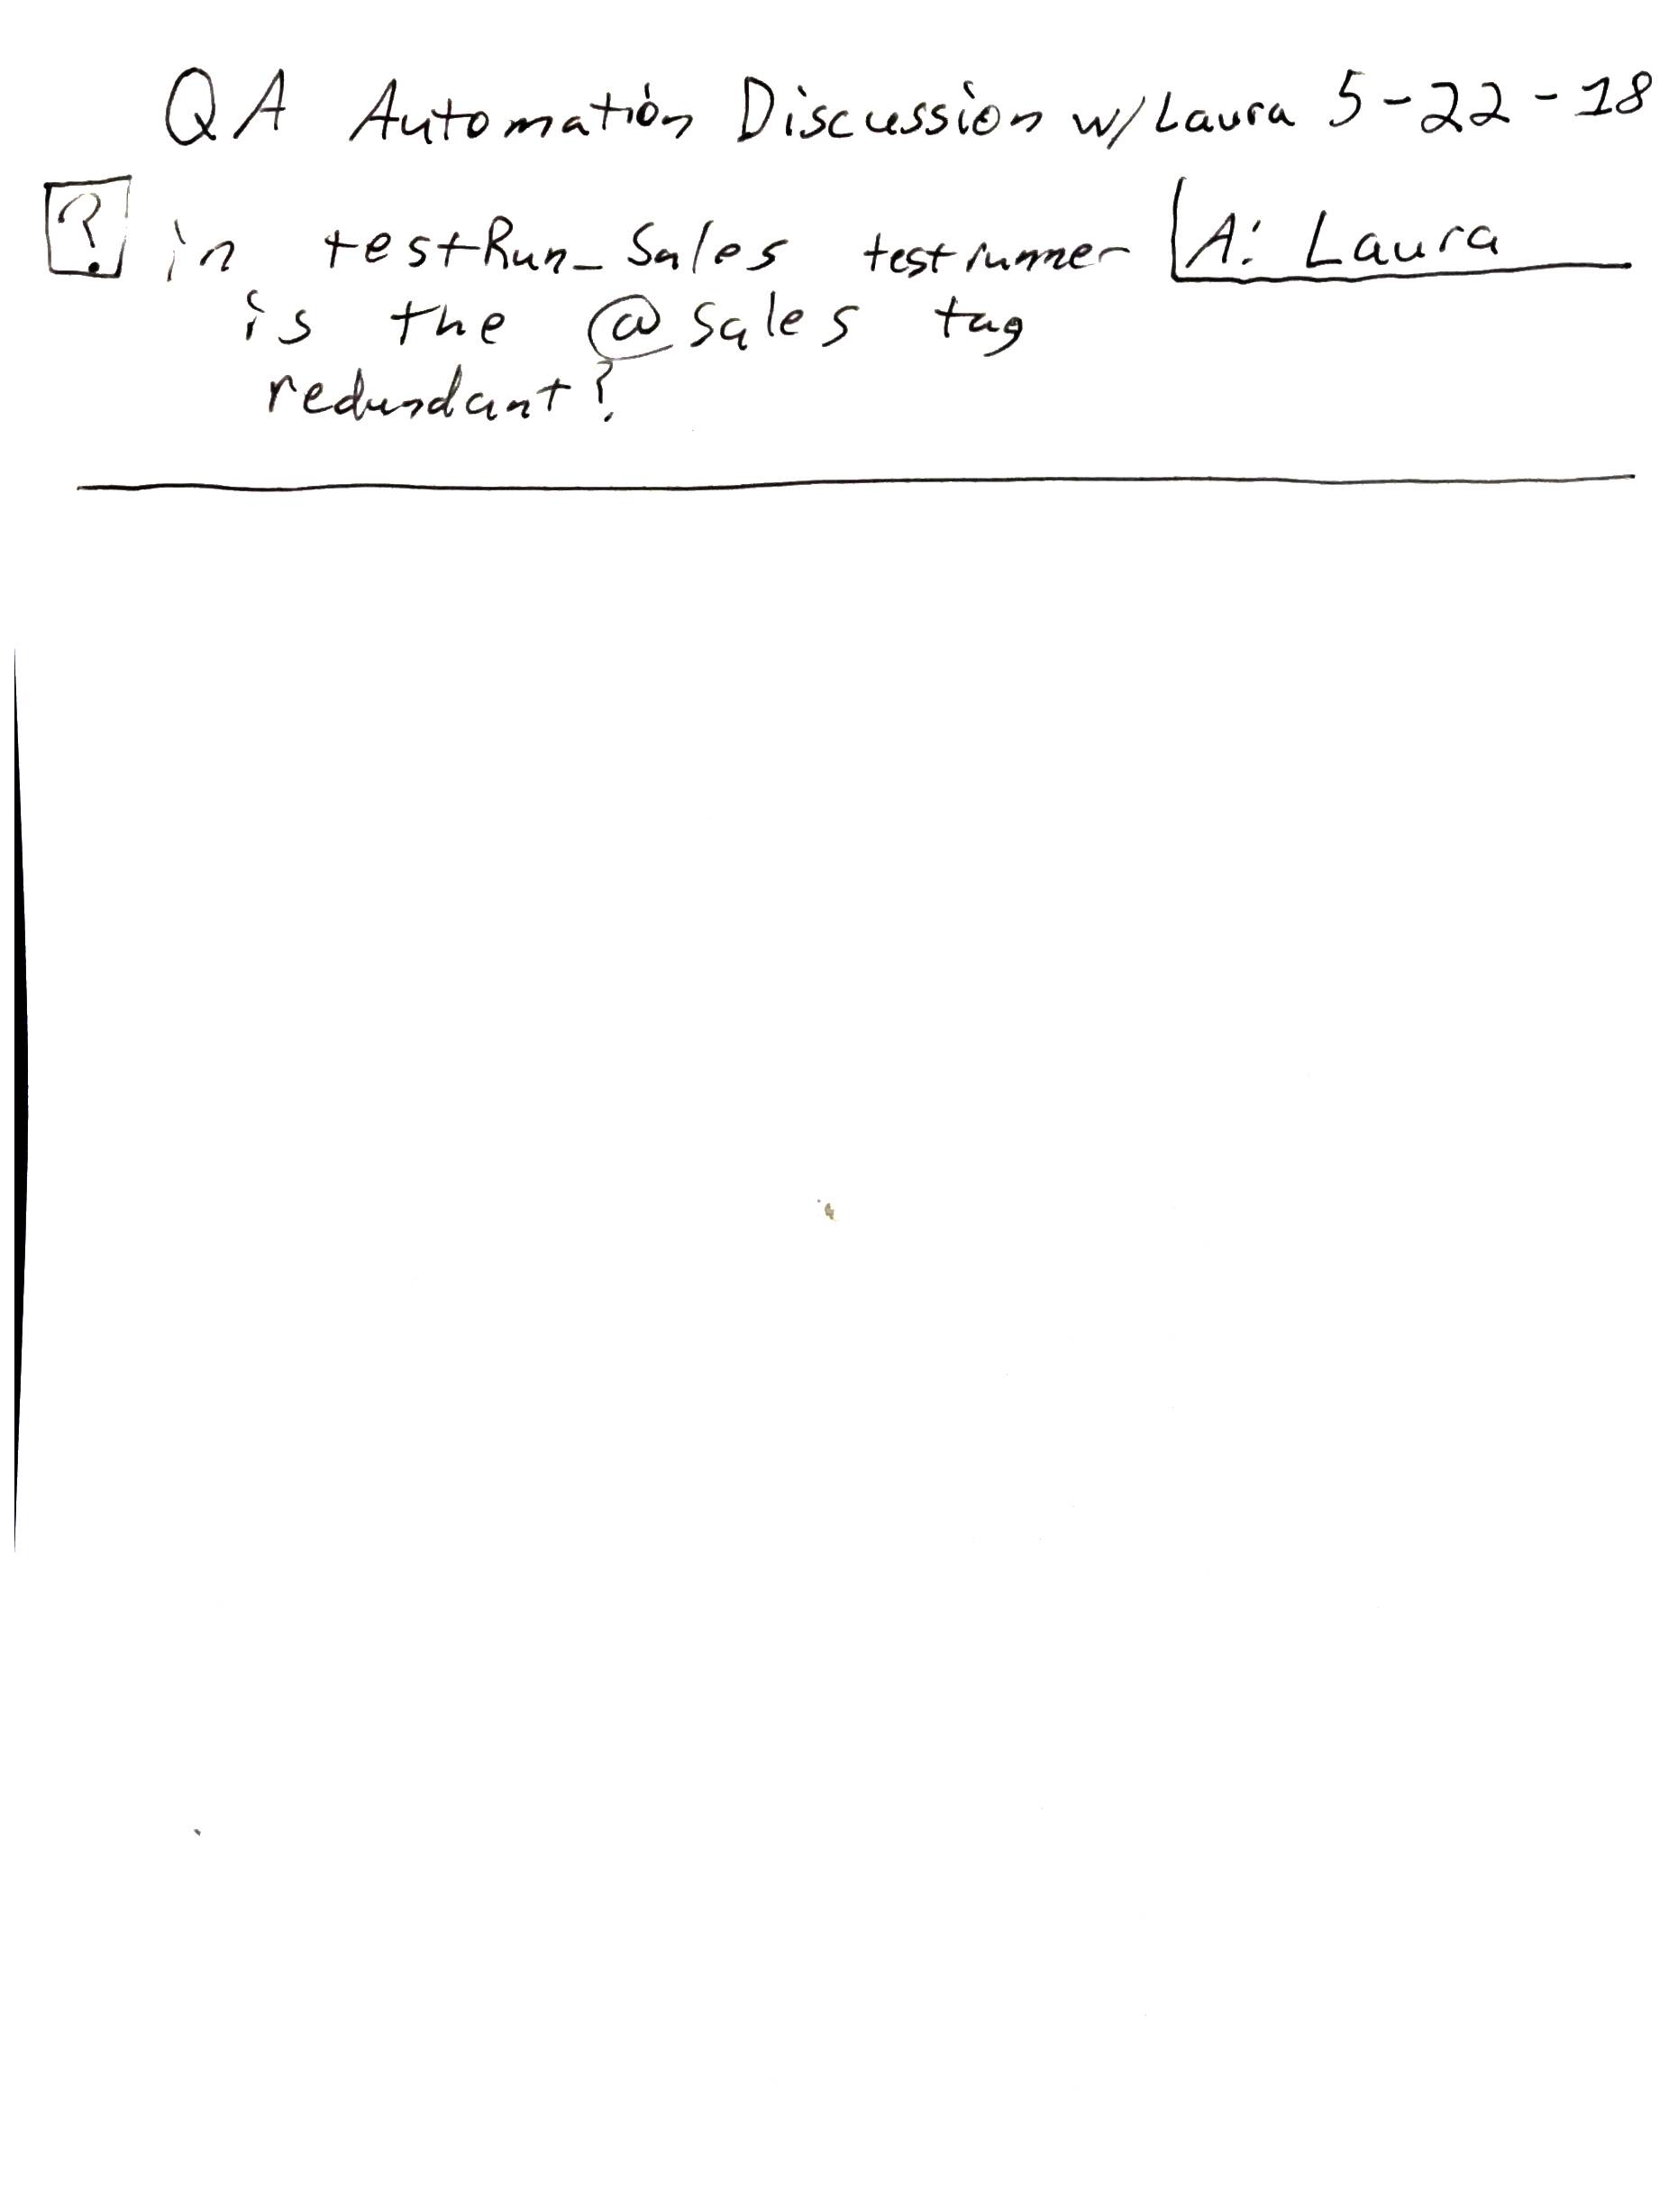 QA Automation Discussion w/ Laura 5-22-18
? in testRun_Sales testrunner A: Laura
is the @sales tag
redundant?